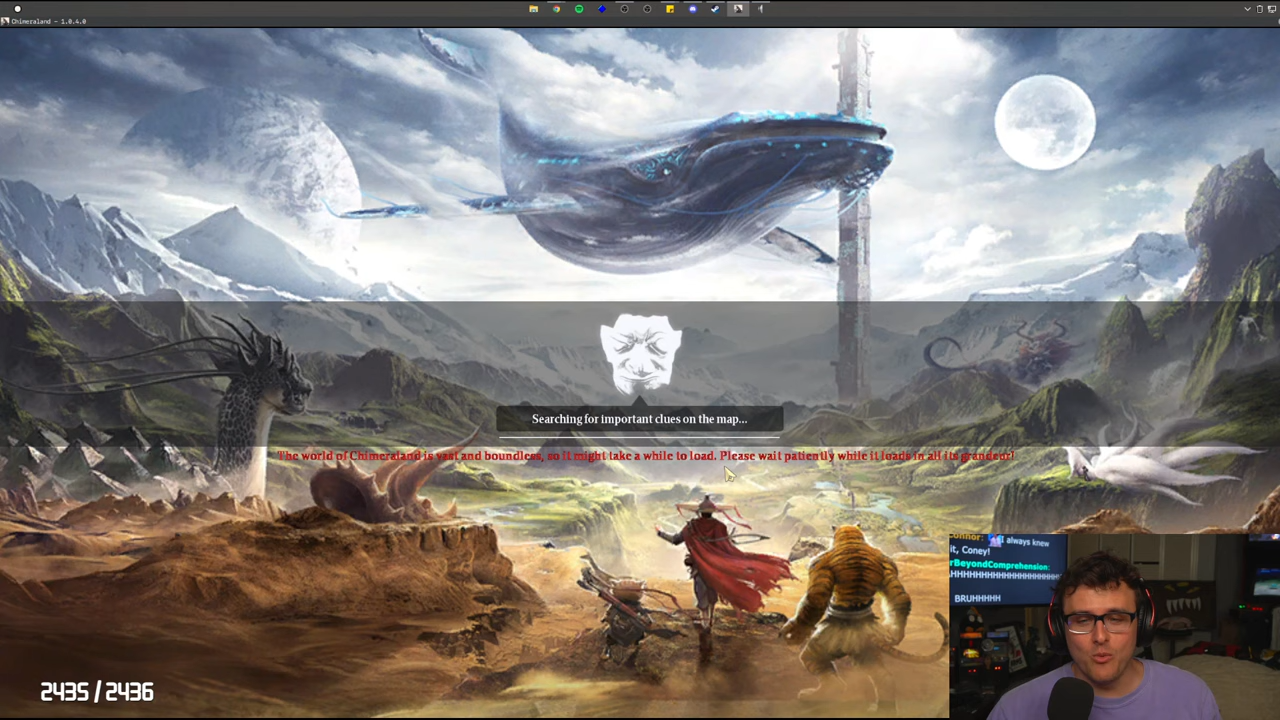 Chimeraland - 1.0.4.0
Searching for important clues on the map...
The world of Chimeraland is vast and boundless, so it might take a while to load. Please wait patiently while it loads in all its grandeur!
onnor: I always knew
it, Coney!
rBeyondComprehension:
BRUHHHHH
2435 / 2436